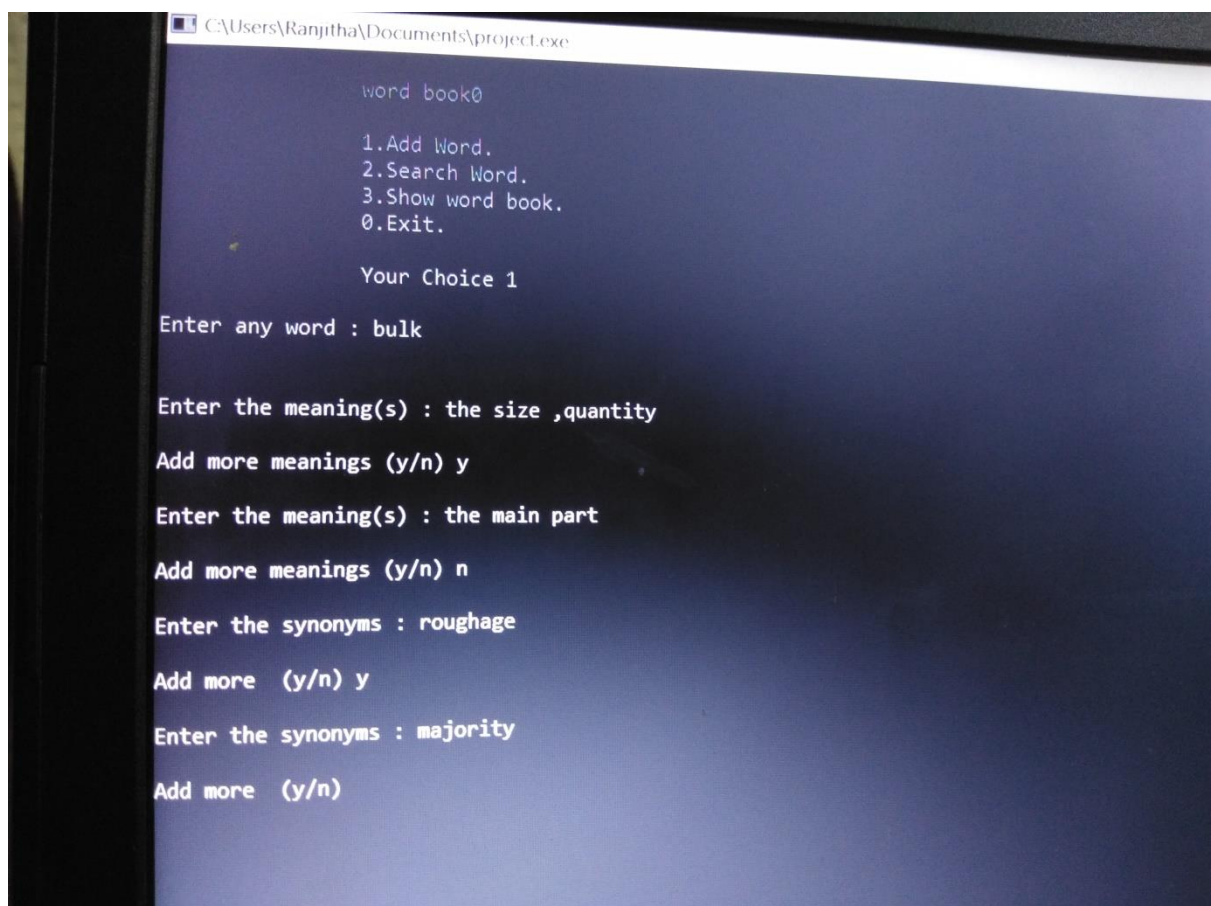 C:\Users\Ranjitha\Documents\project.exe
word book0
1.Add Word.
2.Search Word.
3.Show word book.
0.Exit.
Your Choice 1
Enter any word : bulk
Enter the meaning(s) : the size ,quantity
Add more meanings (y/n) y
Enter the meaning(s) : the main part
Add more meanings (y/n) n
Enter the synonyms : roughage
Add more  (y/n) y
Enter the synonyms : majority
Add more  (y/n)